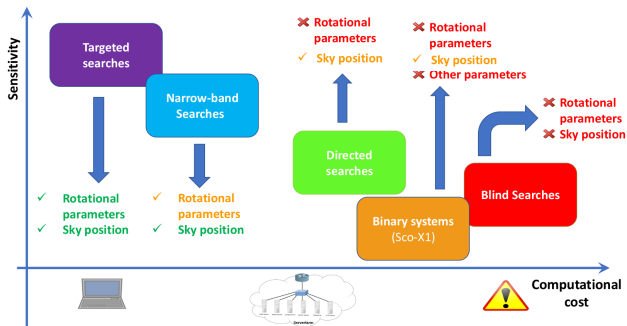 Sensitivity
Targeted
searches
Narrow-band
Searches
✓ Rotational
parameters
✓ Sky position
✓ Rotational
parameters
✓ Sky position
✖ Rotational
parameters
✓ Sky position
Directed
searches
✖ Rotational
parameters
✓ Sky position
✖ Other parameters
Binary systems
(Sco-X1)
✖ Rotational
parameters
✖ Sky position
Blind Searches
Computational
cost